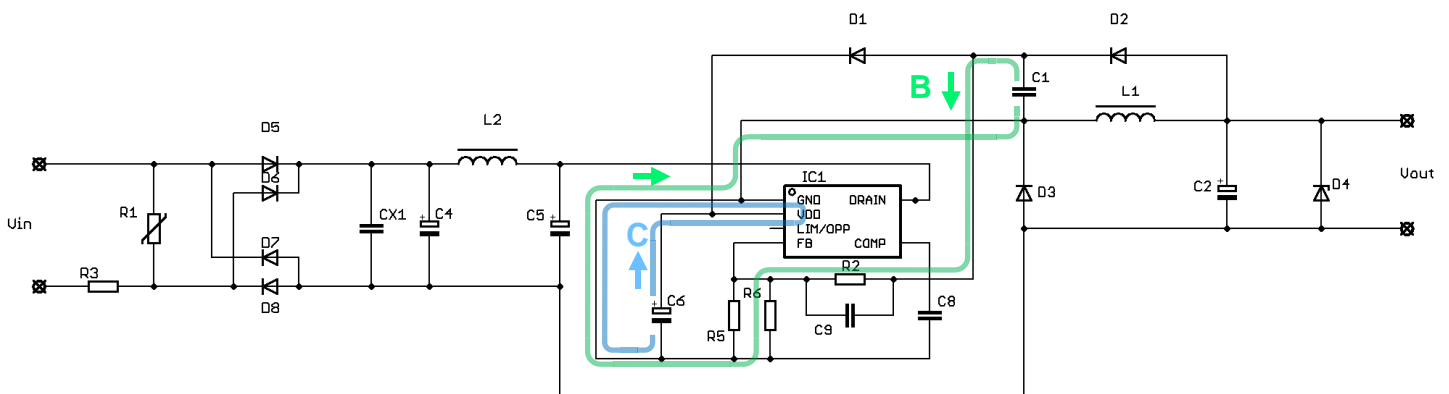 D1
D2
B
C1
L1
D5
L2
D6
IC1
GND
DRAIN
D3
C2
D4
Vout
VDD
R1
CX1
C4
C5
Vin
C
LIM/OPP
FB
COMP
D7
R3
R2
R6
C6
C8
D8
R5
C9
+
+
+
+